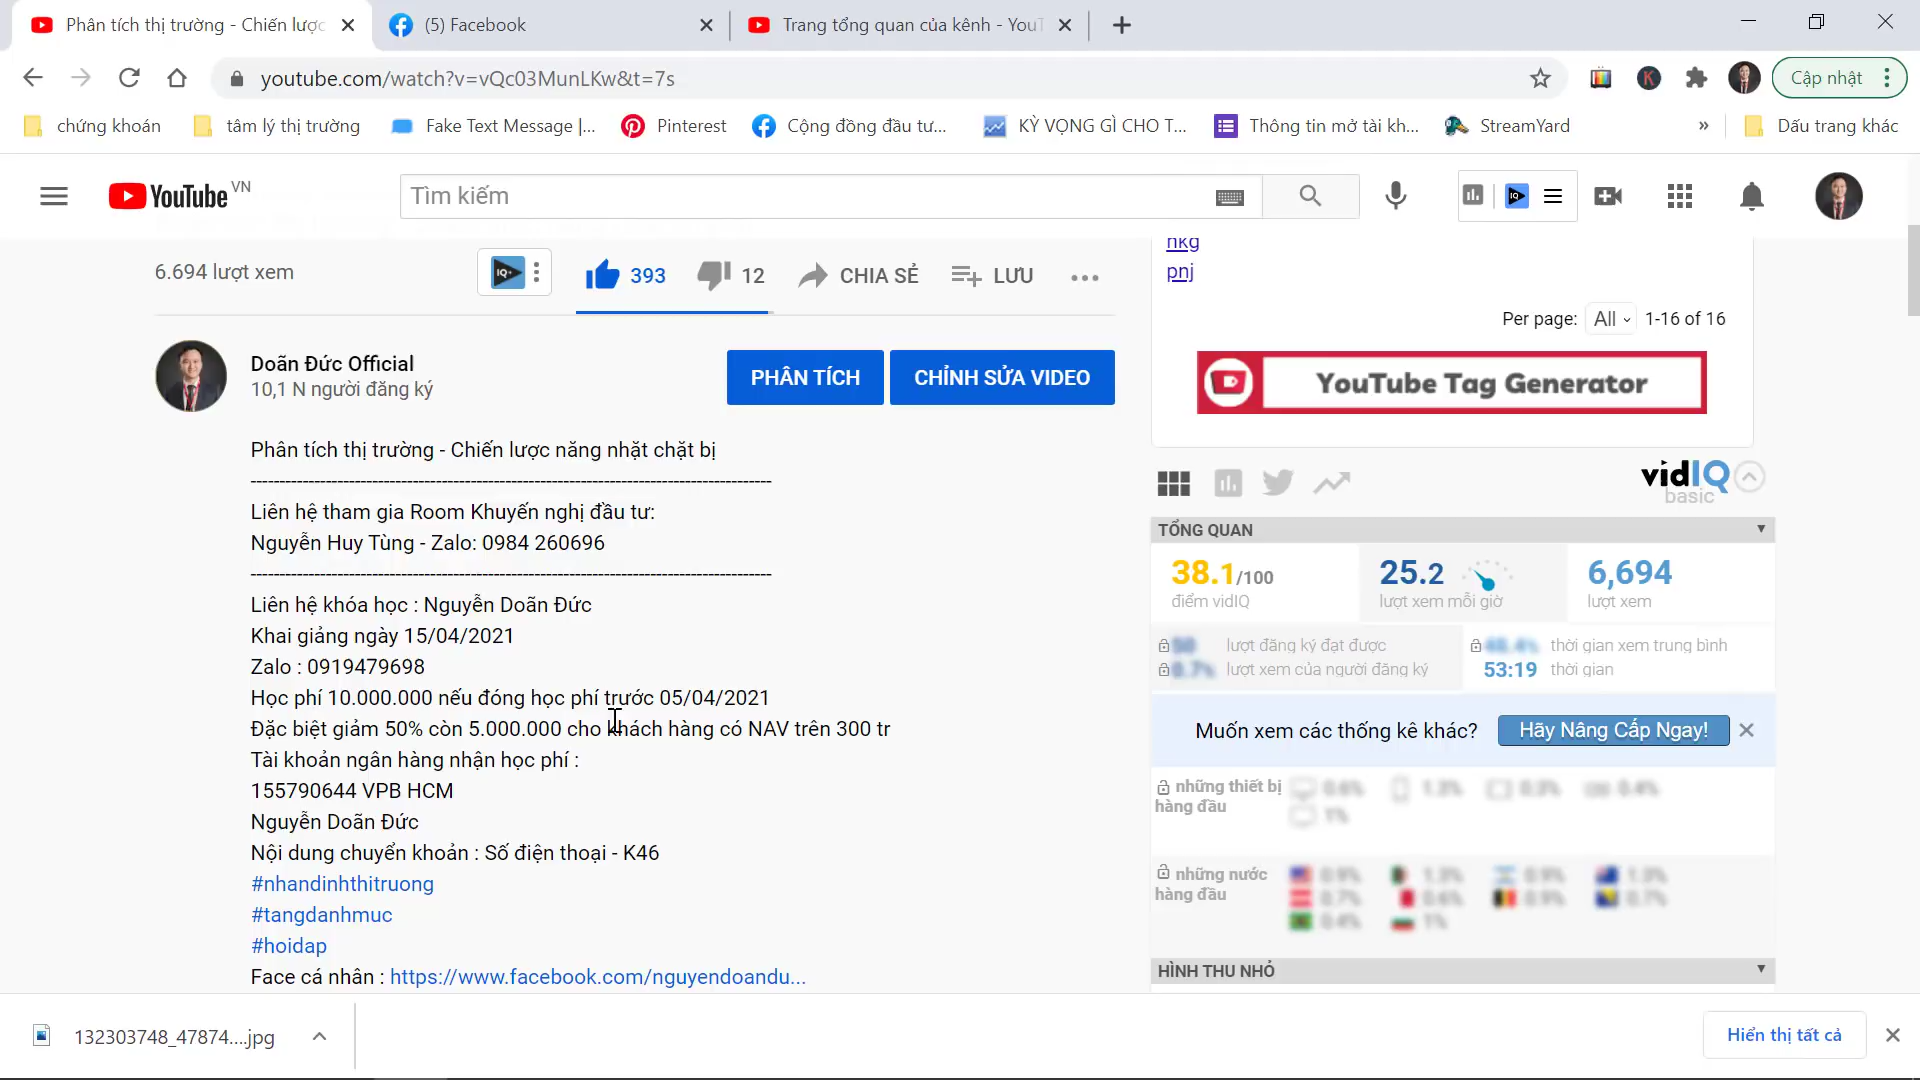 Phân tích thị trường - Chiến lược
(5) Facebook
Trang tổng quan của kênh - YouT
youtube.com/watch?v=vQc03MunLKw&t=7s
Cập nhật
chứng khoán
tâm lý thị trường
Fake Text Message |...
Pinterest
Cộng đồng đầu tư...
KỲ VỌNG GÌ CHO T...
Thông tin mở tài kh...
StreamYard
»
Dấu trang khác
YouTube VN
Tìm kiếm
IQ
hkg
pnj
6.694 lượt xem
IQ
393
12
CHIA SẺ
LƯU
Per page: All 1-16 of 16
YouTube Tag Generator
Doãn Đức Official
10,1 N người đăng ký
PHÂN TÍCH
CHỈNH SỬA VIDEO
Phân tích thị trường - Chiến lược năng nhặt chặt bị
------------------------------------------------------------------------------------------
Liên hệ tham gia Room Khuyến nghị đầu tư:
Nguyễn Huy Tùng - Zalo: 0984 260696
------------------------------------------------------------------------------------------
Liên hệ khóa học : Nguyễn Doãn Đức
Khai giảng ngày 15/04/2021
Zalo : 0919479698
Học phí 10.000.000 nếu đóng học phí trước 05/04/2021
Đặc biệt giảm 50% còn 5.000.000 cho khách hàng có NAV trên 300 tr
Tài khoản ngân hàng nhận học phí :
155790644 VPB HCM
Nguyễn Doãn Đức
Nội dung chuyển khoản : Số điện thoại - K46
#nhandinhthitruong
#tangdanhmuc
#hoidap
Face cá nhân : https://www.facebook.com/nguyendoandu...
vidIQ
basic
TỔNG QUAN
38.1/100
điểm vidIQ
25.2
lượt xem mỗi giờ
6,694
lượt xem
lượt đăng ký đạt được
lượt xem của người đăng ký
thời gian xem trung bình
53:19 thời gian
Muốn xem các thống kê khác?
Hãy Nâng Cấp Ngay!
những thiết bị
hàng đầu
những nước
hàng đầu
HÌNH THU NHỎ
132303748_47874....jpg
Hiển thị tất cả